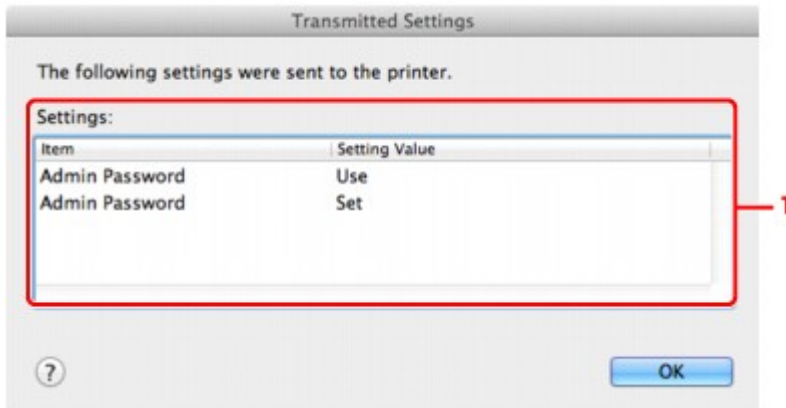 Transmitted Settings
The following settings were sent to the printer.
Settings:
Item Setting Value
Admin Password Use
Admin Password Set
1
? OK